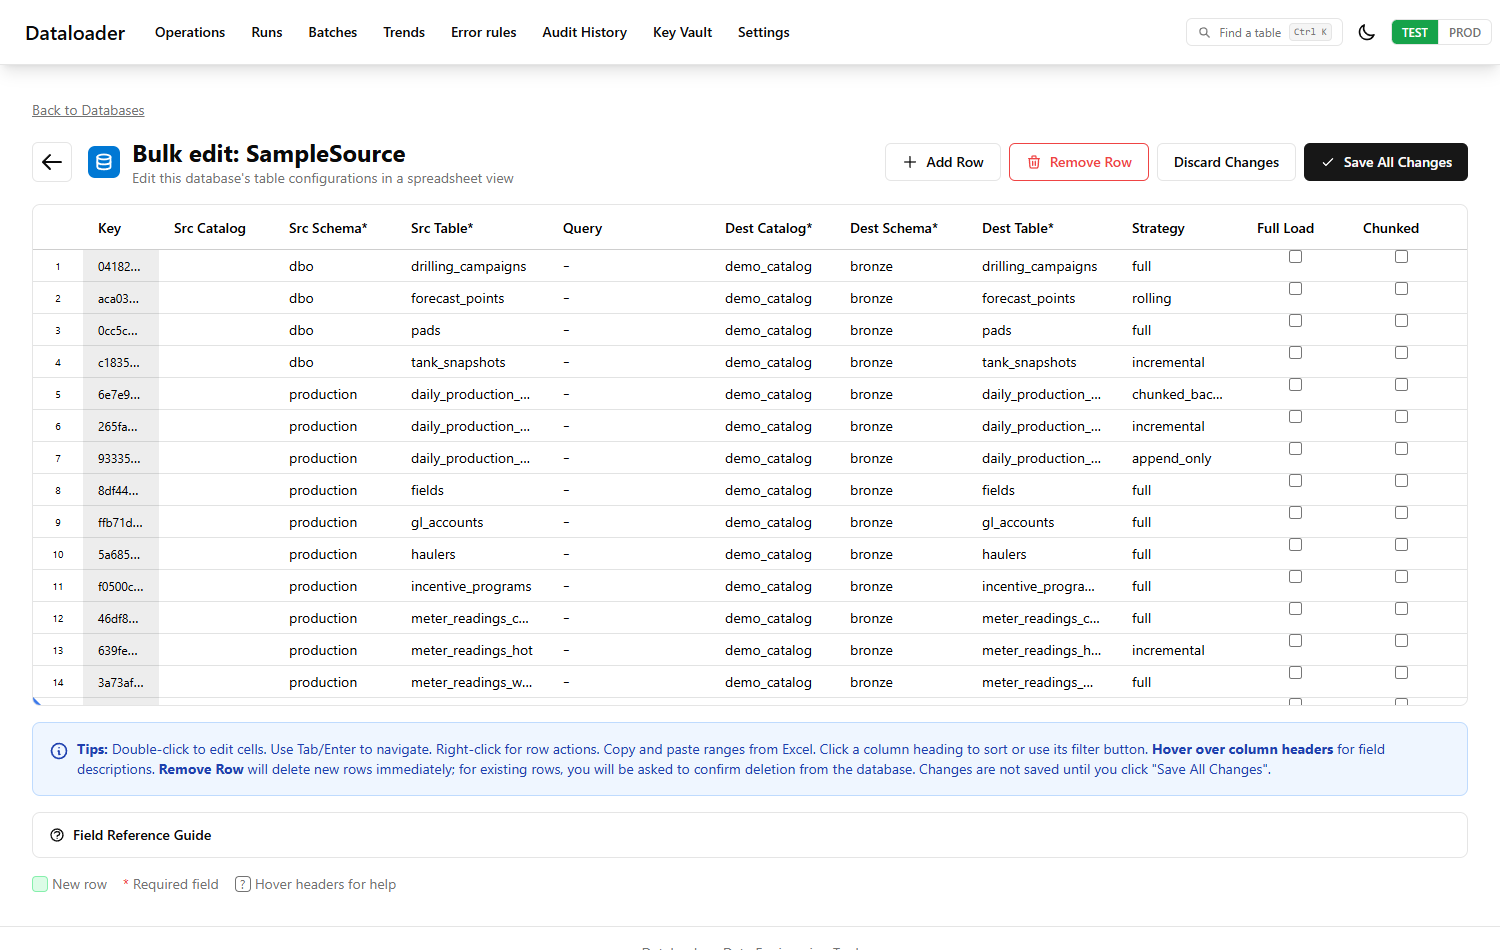 Dataloader Operations Runs Batches Trends Error rules Audit History Key Vault Settings Find a table Ctrl K TEST PROD
Back to Databases
Bulk edit: SampleSource
Edit this database's table configurations in a spreadsheet view
Add Row Remove Row Discard Changes Save All Changes
Key Src Catalog Src Schema* Src Table* Query Dest Catalog* Dest Schema* Dest Table* Strategy Full Load Chunked
1 04182... dbo drilling_campaigns – demo_catalog bronze drilling_campaigns full
2 aca03... dbo forecast_points – demo_catalog bronze forecast_points rolling
3 0cc5c... dbo pads – demo_catalog bronze pads full
4 c1835... dbo tank_snapshots – demo_catalog bronze tank_snapshots incremental
5 6e7e9... production daily_production_... – demo_catalog bronze daily_production_... chunked_bac...
6 265fa... production daily_production_... – demo_catalog bronze daily_production_... incremental
7 93335... production daily_production_... – demo_catalog bronze daily_production_... append_only
8 8df44... production fields – demo_catalog bronze fields full
9 ffb71d... production gl_accounts – demo_catalog bronze gl_accounts full
10 5a685... production haulers – demo_catalog bronze haulers full
11 f0500c... production incentive_programs – demo_catalog bronze incentive_progra... full
12 46df8... production meter_readings_c... – demo_catalog bronze meter_readings_c... full
13 639fe... production meter_readings_hot – demo_catalog bronze meter_readings_h... incremental
14 3a73af... production meter_readings_w... – demo_catalog bronze meter_readings_... full
Tips: Double-click to edit cells. Use Tab/Enter to navigate. Right-click for row actions. Copy and paste ranges from Excel. Click a column heading to sort or use its filter button. Hover over column headers for field
descriptions. Remove Row will delete new rows immediately; for existing rows, you will be asked to confirm deletion from the database. Changes are not saved until you click "Save All Changes".
Field Reference Guide
New row * Required field ? Hover headers for help